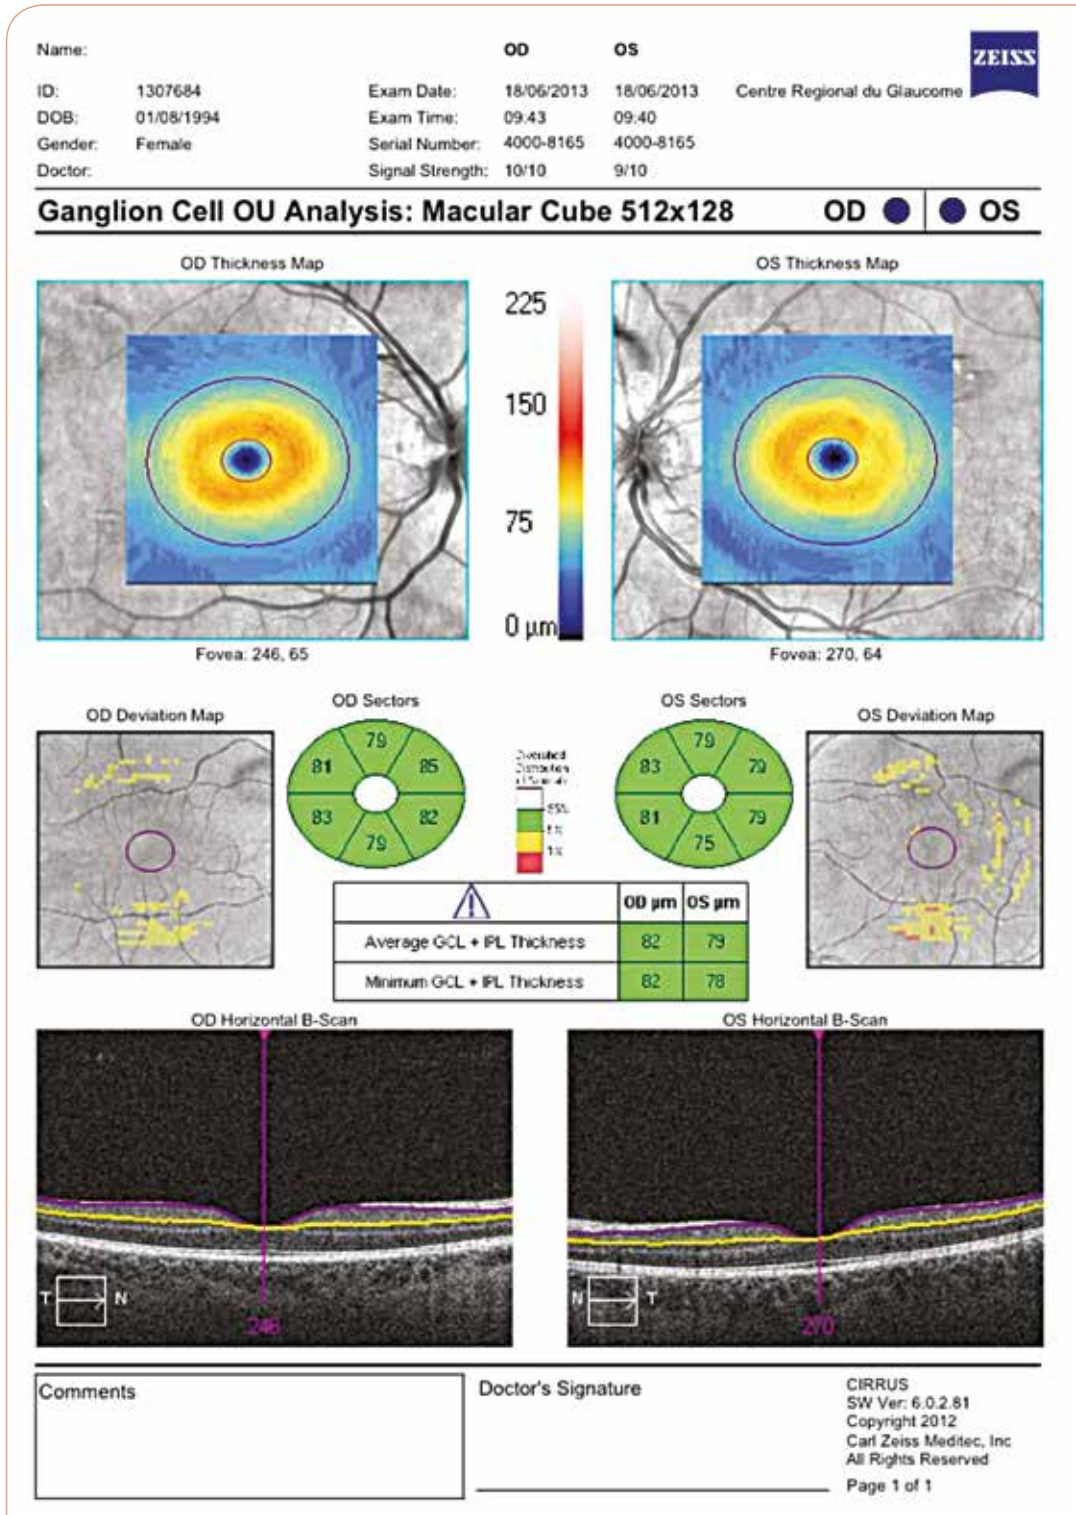 Name: OD OS
ZEISS
ID: 1307684 Exam Date: 18/06/2013 18/06/2013 Centre Regional du Glaucome
DOB: 01/08/1994 Exam Time: 09:43 09:40
Gender: Female Serial Number: 4000-8165 4000-8165
Doctor: Signal Strength: 10/10 9/10
Ganglion Cell OU Analysis: Macular Cube 512x128 OD OS
OD Thickness Map OS Thickness Map
225
150
75
0 µm
Fovea: 246, 65 Fovea: 270, 64
OD Deviation Map OD Sectors OS Sectors OS Deviation Map
79 79
81 85 83 79
83 82 81 79
79 75
95%
5%
1%
OD µm OS µm
Average GCL + IPL Thickness 82 79
Minimum GCL + IPL Thickness 82 78
OD Horizontal B-Scan OS Horizontal B-Scan
T N N T
246 270
Comments Doctor's Signature
CIRRUS
SW Ver: 6.0.2.81
Copyright 2012
Carl Zeiss Meditec, Inc
All Rights Reserved
Page 1 of 1